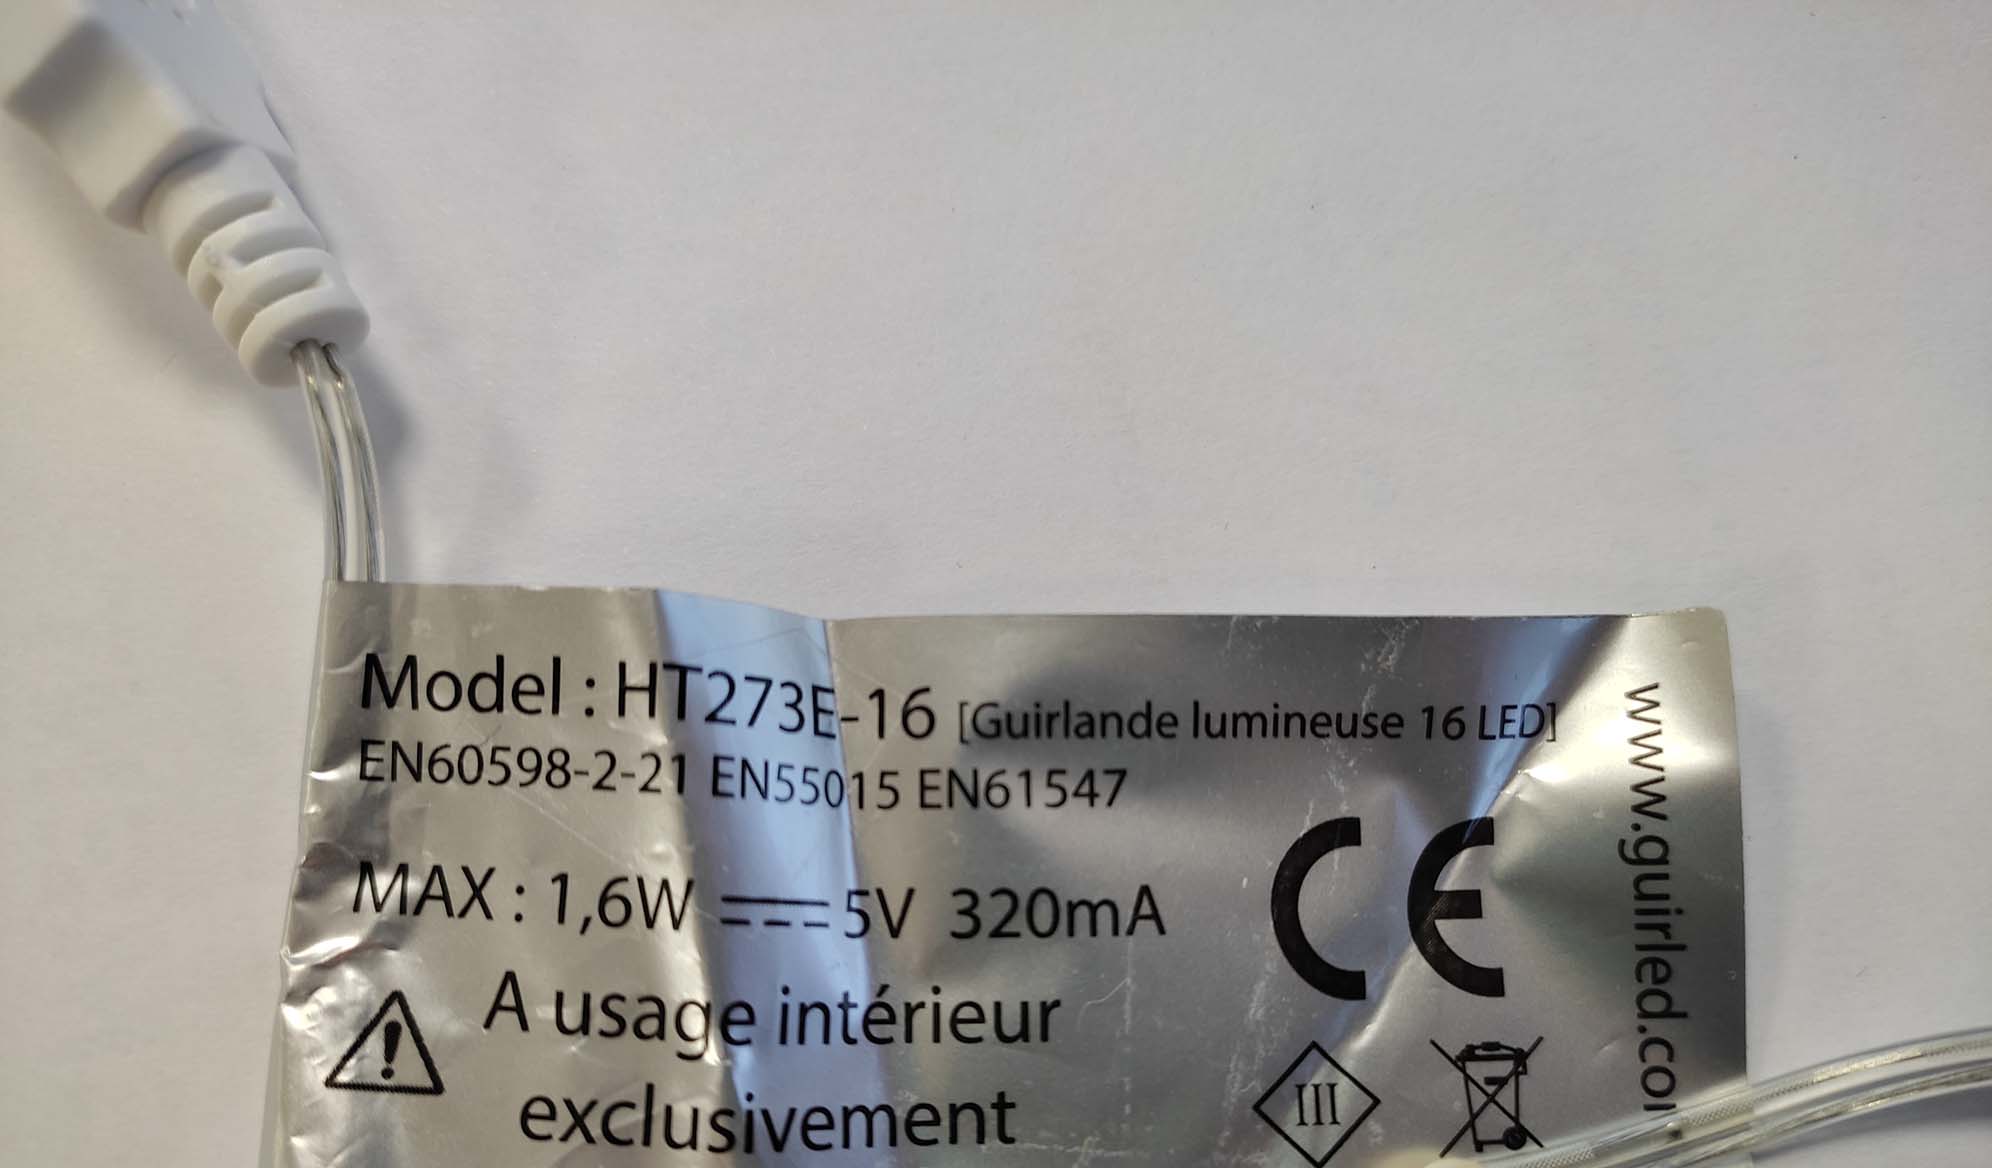 Model : HT273E-16 [Guirlande lumineuse 16 LED]
EN60598-2-21 EN55015 EN61547
MAX : 1,6W ⎓ 5V 320mA
A usage intérieur
exclusivement
CE
III
www.guirled.com